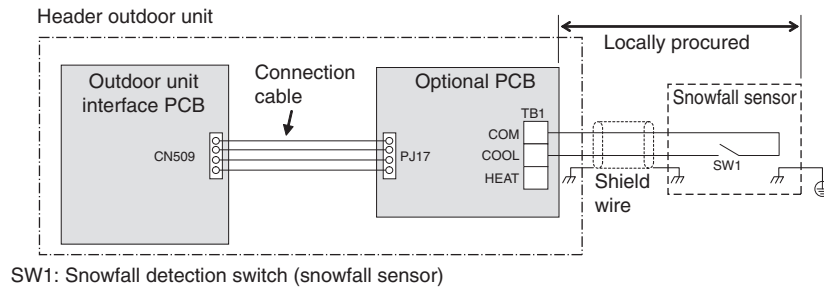 Header outdoor unit
Locally procured
Outdoor unit
interface PCB
Connection
cable
Optional PCB
Snowfall sensor
TB1
COM
CN509
PJ17
COOL
SW1
HEAT
Shield
wire
SW1: Snowfall detection switch (snowfall sensor)